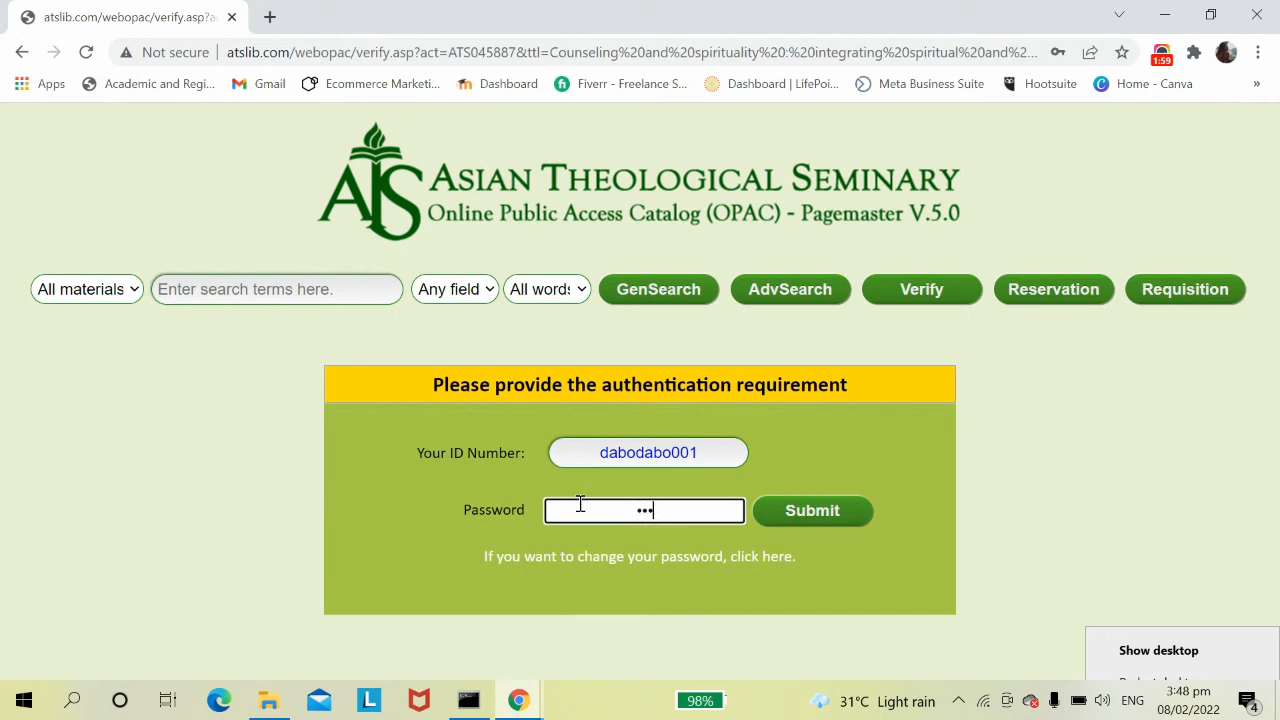 atslib.com/webopac/verify.asp?a
Not secure atslib.com/webopac/verify.asp?act=ATS045887&ttl=Counseling%20and%20spirituality%20:%20integrating%20spiritual%20and%2... 1:59
Apps Academic and Regi... Gmail Ecommerce Marketi... Dashboard Fiverr - Freelance S... Dashboard | LifePoi... Meta Business Suite Hootsuite Home - Canva »
ATS ASIAN THEOLOGICAL SEMINARY
Online Public Access Catalog (OPAC) - Pagemaster V.5.0
All materials Enter search terms here. Any field All words GenSearch AdvSearch Verify Reservation Requisition
Please provide the authentication requirement
Your ID Number: dabodabo001
Password ••• Submit
If you want to change your password, click here.
Show desktop
98% 31°C Light rain ENG 3:48 pm
08/02/2022 4